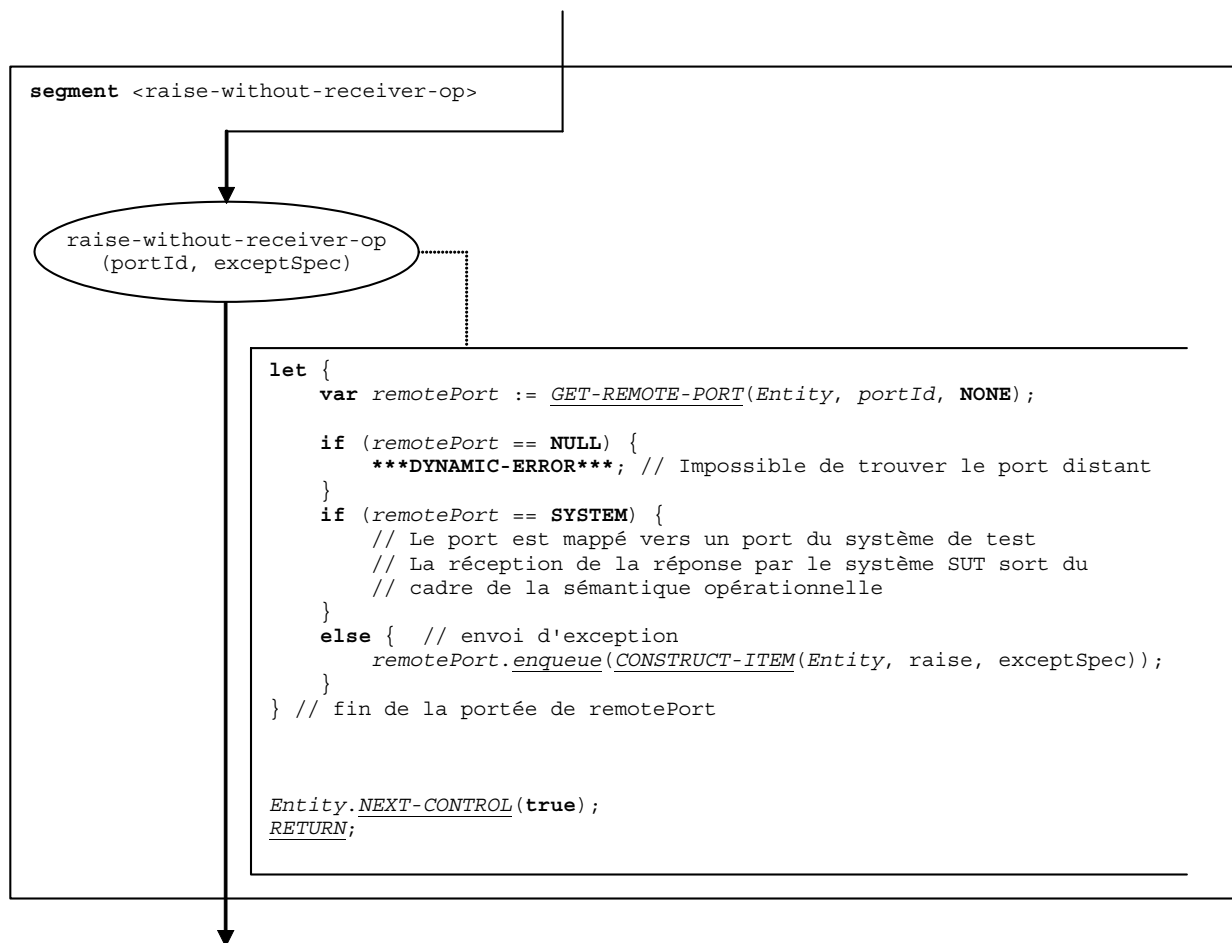 segment <raise-without-receiver-op>
raise-without-receiver-op
(portId, exceptSpec)
let {
var remotePort := GET-REMOTE-PORT(Entity, portId, NONE);
if (remotePort == NULL) {
***DYNAMIC-ERROR***; // Impossible de trouver le port distant
}
if (remotePort == SYSTEM) {
// Le port est mappé vers un port du système de test
// La réception de la réponse par le système SUT sort du
// cadre de la sémantique opérationnelle
}
else { // envoi d'exception
remotePort.enqueue(CONSTRUCT-ITEM(Entity, raise, exceptSpec));
}
} // fin de la portée de remotePort
Entity.NEXT-CONTROL(true);
RETURN;